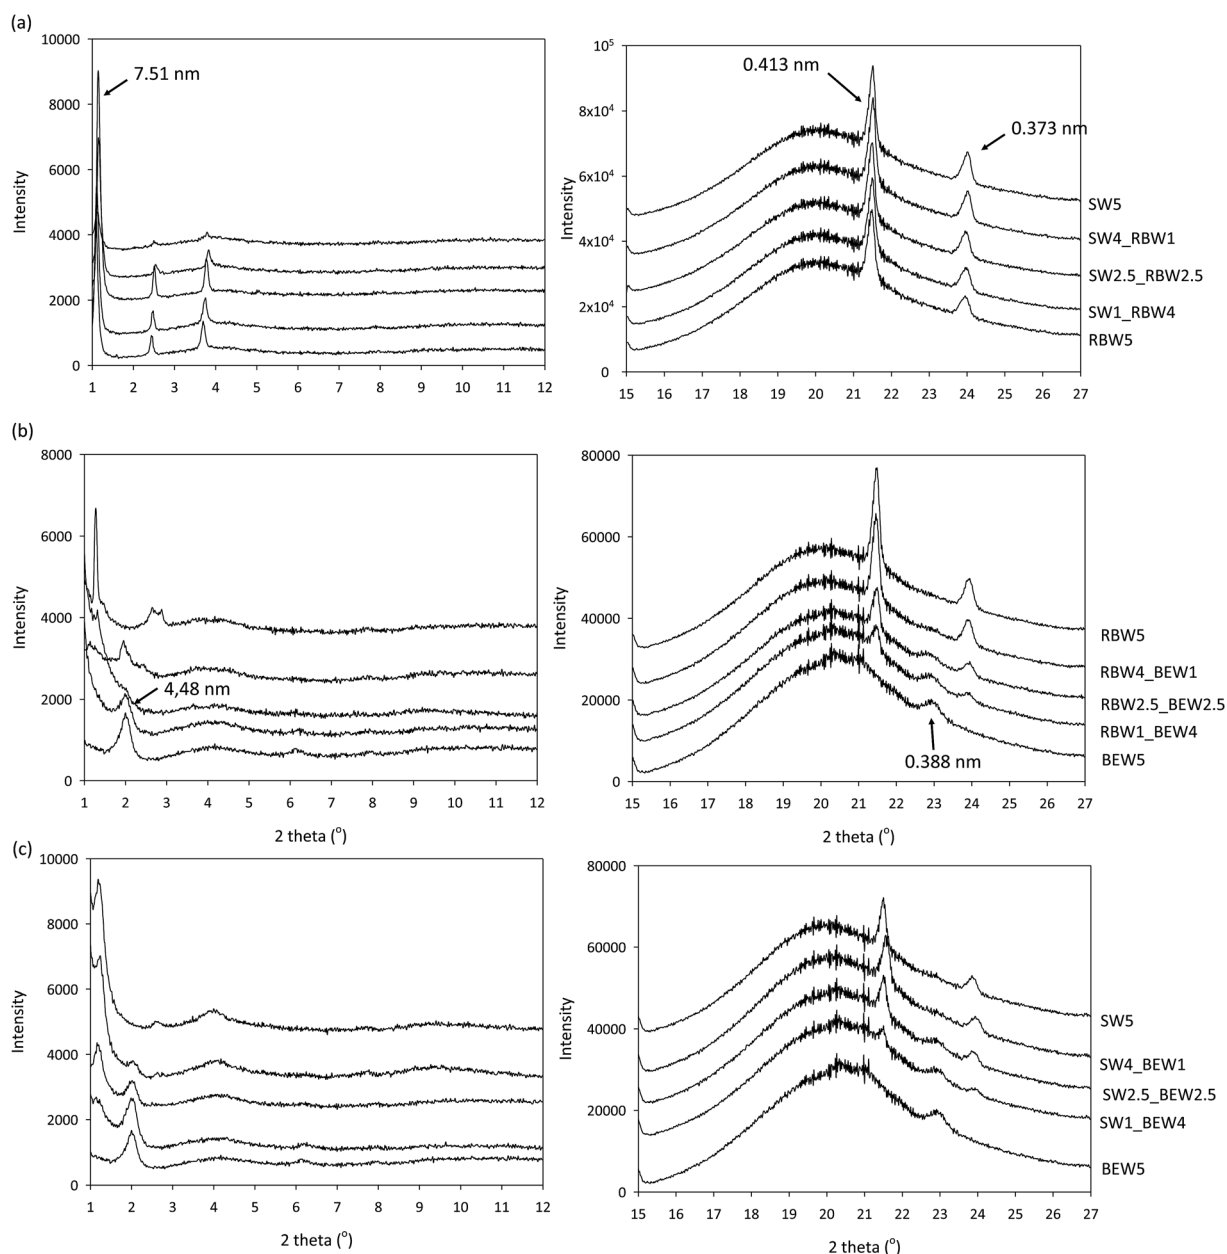 (a)
10000
8000
6000
4000
2000
0
Intensity
7.51 nm
1 2 3 4 5 6 7 8 9 10 11 12
10⁵
8x10⁴
6x10⁴
4x10⁴
2x10⁴
0
Intensity
0.413 nm
0.373 nm
SW5
SW4_RBW1
SW2.5_RBW2.5
SW1_RBW4
RBW5
15 16 17 18 19 20 21 22 23 24 25 26 27
(b)
8000
6000
4000
2000
0
Intensity
4,48 nm
1 2 3 4 5 6 7 8 9 10 11 12
2 theta (°)
80000
60000
40000
20000
0
Intensity
0.388 nm
RBW5
RBW4_BEW1
RBW2.5_BEW2.5
RBW1_BEW4
BEW5
15 16 17 18 19 20 21 22 23 24 25 26 27
2 theta (°)
(c)
10000
8000
6000
4000
2000
0
Intensity
1 2 3 4 5 6 7 8 9 10 11 12
2 theta (°)
80000
60000
40000
20000
0
Intensity
SW5
SW4_BEW1
SW2.5_BEW2.5
SW1_BEW4
BEW5
15 16 17 18 19 20 21 22 23 24 25 26 27
2 theta (°)